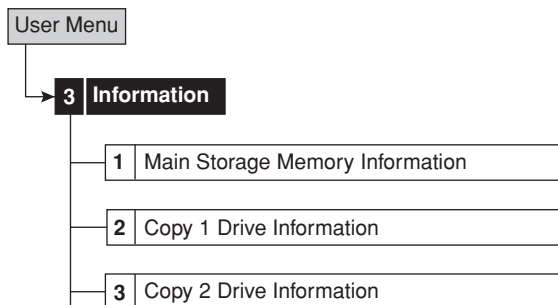 User Menu
3 Information
1 Main Storage Memory Information
2 Copy 1 Drive Information
3 Copy 2 Drive Information